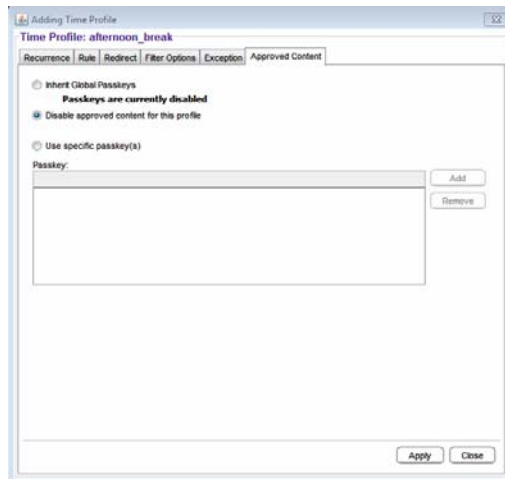 Adding Time Profile
Time Profile: afternoon_break
Recurrence Rule Redirect Filter Options Exception Approved Content
Inherit Global Passkeys
Passkeys are currently disabled
Disable approved content for this profile
Use specific passkey(s)
Passkey:
Add
Remove
Apply Close